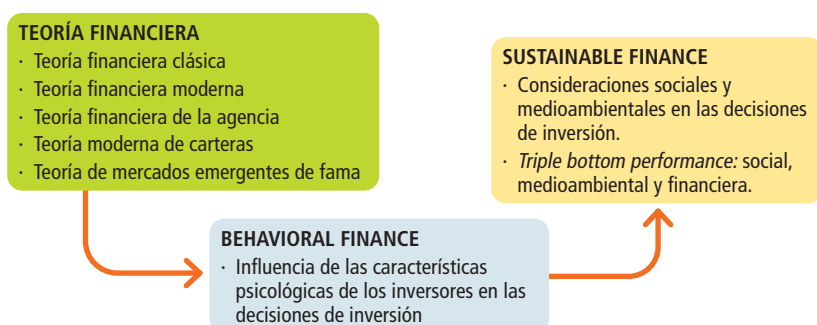 TEORÍA FINANCIERA
· Teoría financiera clásica
· Teoría financiera moderna
· Teoría financiera de la agencia
· Teoría moderna de carteras
· Teoría de mercados emergentes de fama
BEHAVIORAL FINANCE
· Influencia de las características
psicológicas de los inversores en las
decisiones de inversión
SUSTAINABLE FINANCE
· Consideraciones sociales y
medioambientales en las decisiones
de inversión.
· Triple bottom performance: social,
medioambiental y financiera.